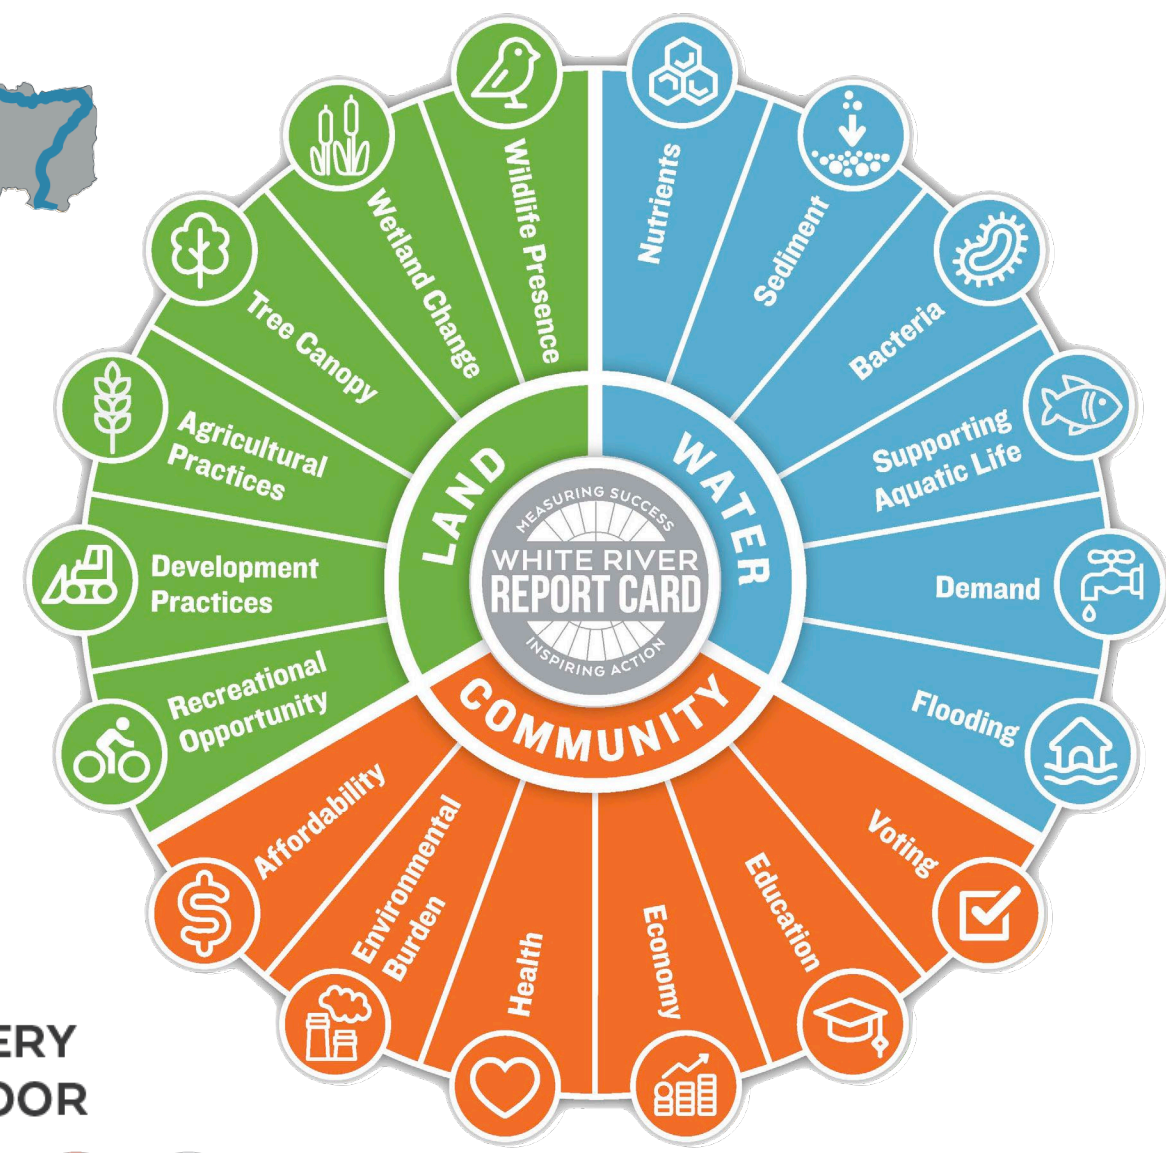 Wildlife Presence
Nutrients
Wetland Change
Sediment
Tree Canopy
Bacteria
Agricultural
Practices
Supporting
Aquatic Life
Development
Practices
Demand
Recreational
Opportunity
Flooding
LAND
WATER
COMMUNITY
MEASURING SUCCESS
WHITE RIVER
REPORT CARD
INSPIRING ACTION
Affordability
Environmental
Burden
Health
Economy
Education
Voting
ERY
OOR